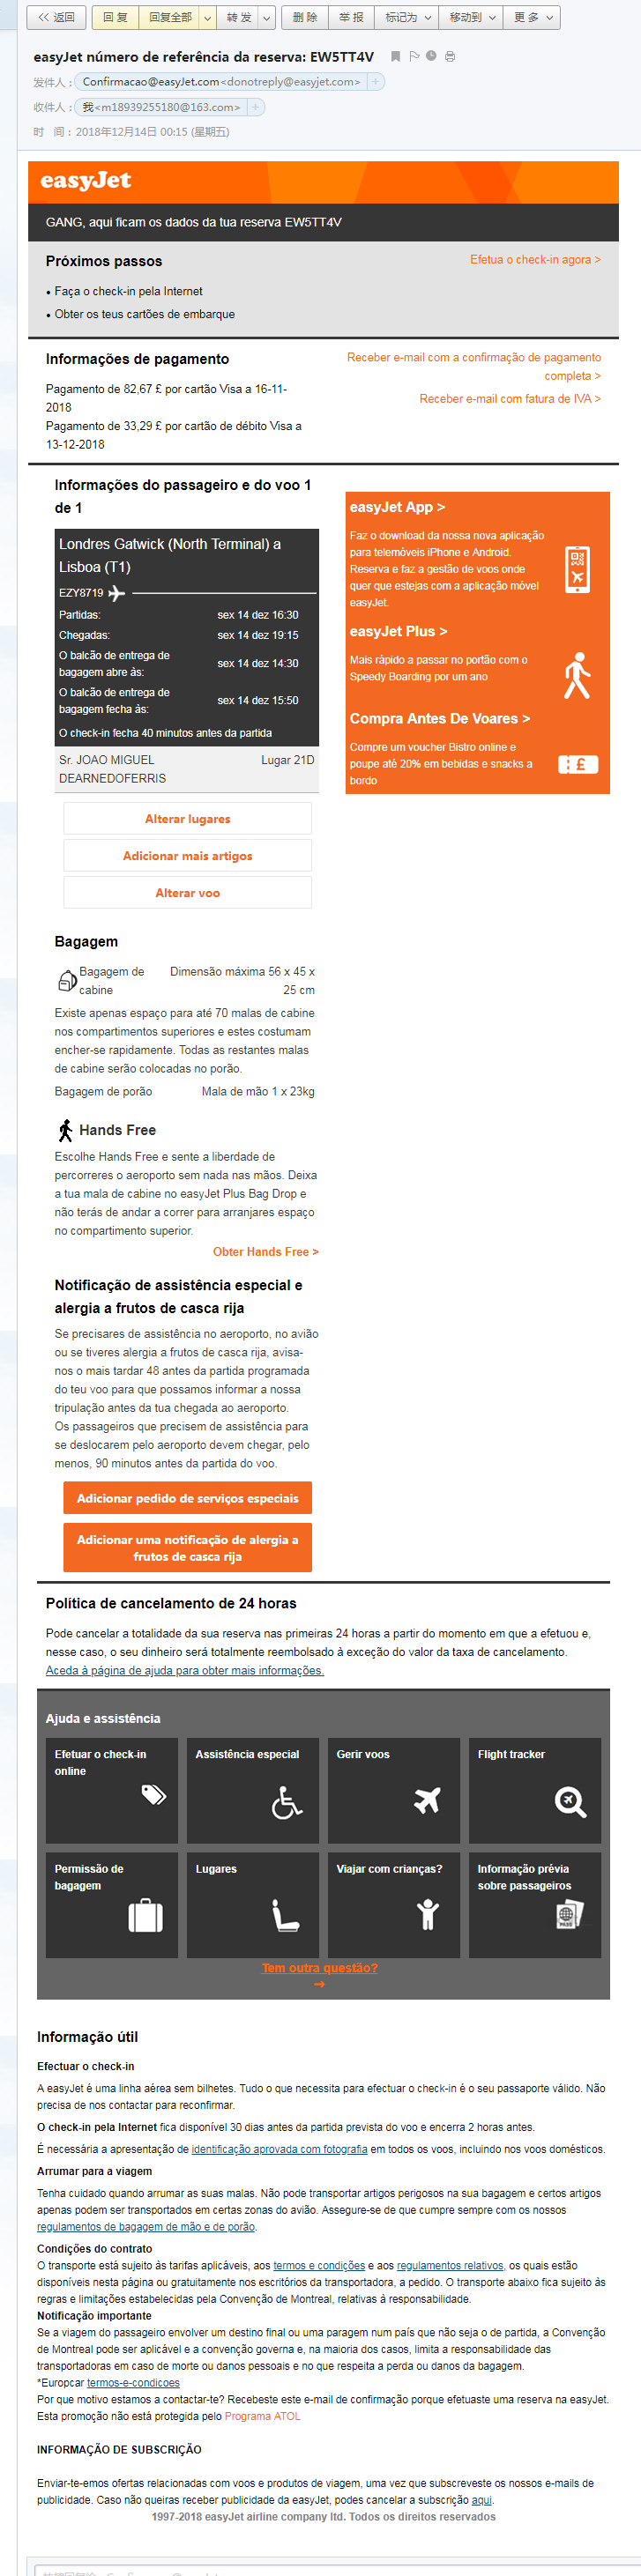 << 返回
回 复
回复全部
转 发
删 除
举 报
标记为
移动到
更 多
easyJet número de referência da reserva: EW5TT4V
发件人：Confirmacao@easyJet.com<donotreply@easyjet.com> +
收件人：我<m18939255180@163.com> +
时 间：2018年12月14日 00:15 (星期五)
easyJet
GANG, aqui ficam os dados da tua reserva EW5TT4V
Próximos passos
Efetua o check-in agora >
• Faça o check-in pela Internet
• Obter os teus cartões de embarque
Informações de pagamento
Pagamento de 82,67 £ por cartão Visa a 16-11-
2018
Pagamento de 33,29 £ por cartão de débito Visa a
13-12-2018
Receber e-mail com a confirmação de pagamento
completa >
Receber e-mail com fatura de IVA >
Informações do passageiro e do voo 1
de 1
Londres Gatwick (North Terminal) a
Lisboa (T1)
EZY8719
Partidas: sex 14 dez 16:30
Chegadas: sex 14 dez 19:15
O balcão de entrega de
bagagem abre às: sex 14 dez 14:30
O balcão de entrega de
bagagem fecha às: sex 14 dez 15:50
O check-in fecha 40 minutos antes da partida
Sr. JOAO MIGUEL Lugar 21D
DEARNEDOFERRIS
Alterar lugares
Adicionar mais artigos
Alterar voo
easyJet App >
Faz o download da nossa nova aplicação
para telemóveis iPhone e Android.
Reserva e faz a gestão de voos onde
quer que estejas com a aplicação móvel
easyJet.
easyJet Plus >
Mais rápido a passar no portão com o
Speedy Boarding por um ano
Compra Antes De Voares >
Compre um voucher Bistro online e
poupe até 20% em bebidas e snacks a
bordo
£
Bagagem
Bagagem de Dimensão máxima 56 x 45 x
cabine 25 cm
Existe apenas espaço para até 70 malas de cabine
nos compartimentos superiores e estes costumam
encher-se rapidamente. Todas as restantes malas
de cabine serão colocadas no porão.
Bagagem de porão Mala de mão 1 x 23kg
Hands Free
Escolhe Hands Free e sente a liberdade de
percorreres o aeroporto sem nada nas mãos. Deixa
a tua mala de cabine no easyJet Plus Bag Drop e
não terás de andar a correr para arranjares espaço
no compartimento superior.
Obter Hands Free >
Notificação de assistência especial e
alergia a frutos de casca rija
Se precisares de assistência no aeroporto, no avião
ou se tiveres alergia a frutos de casca rija, avisa-
nos o mais tardar 48 antes da partida programada
do teu voo para que possamos informar a nossa
tripulação antes da tua chegada ao aeroporto.
Os passageiros que precisem de assistência para
se deslocarem pelo aeroporto devem chegar, pelo
menos, 90 minutos antes da partida do voo.
Adicionar pedido de serviços especiais
Adicionar uma notificação de alergia a
frutos de casca rija
Política de cancelamento de 24 horas
Pode cancelar a totalidade da sua reserva nas primeiras 24 horas a partir do momento em que a efetuou e,
nesse caso, o seu dinheiro será totalmente reembolsado à exceção do valor da taxa de cancelamento.
Aceda à página de ajuda para obter mais informações.
Ajuda e assistência
Efetuar o check-in
online
Assistência especial
Gerir voos
Flight tracker
Permissão de
bagagem
Lugares
Viajar com crianças?
Informação prévia
sobre passageiros
Tem outra questão?
→
Informação útil
Efectuar o check-in
A easyJet é uma linha aérea sem bilhetes. Tudo o que necessita para efectuar o check-in é o seu passaporte válido. Não
precisa de nos contactar para reconfirmar.
O check-in pela Internet fica disponível 30 dias antes da partida prevista do voo e encerra 2 horas antes.
É necessária a apresentação de identificação aprovada com fotografia em todos os voos, incluindo nos voos domésticos.
Arrumar para a viagem
Tenha cuidado quando arrumar as suas malas. Não pode transportar artigos perigosos na sua bagagem e certos artigos
apenas podem ser transportados em certas zonas do avião. Assegure-se de que cumpre sempre com os nossos
regulamentos de bagagem de mão e de porão.
Condições do contrato
O transporte está sujeito às tarifas aplicáveis, aos termos e condições e aos regulamentos relativos, os quais estão
disponíveis nesta página ou gratuitamente nos escritórios da transportadora, a pedido. O transporte abaixo fica sujeito ás
regras e limitações estabelecidas pela Convenção de Montreal, relativas á responsabilidade.
Notificação importante
Se a viagem do passageiro envolver um destino final ou uma paragem num país que não seja o de partida, a Convenção
de Montreal pode ser aplicável e a convenção governa e, na maioria dos casos, limita a responsabilidade das
transportadoras em caso de morte ou danos pessoais e no que respeita a perda ou danos da bagagem.
*Europcar termos-e-condicoes
Por que motivo estamos a contactar-te? Recebeste este e-mail de confirmação porque efetuaste uma reserva na easyJet.
Esta promoção não está protegida pelo Programa ATOL
INFORMAÇÃO DE SUBSCRIÇÃO
Enviar-te-emos ofertas relacionadas com voos e produtos de viagem, uma vez que subscreveste os nossos e-mails de
publicidade. Caso não queiras receber publicidade da easyJet, podes cancelar a subscrição aqui.
1997-2018 easyJet airline company ltd. Todos os direitos reservados